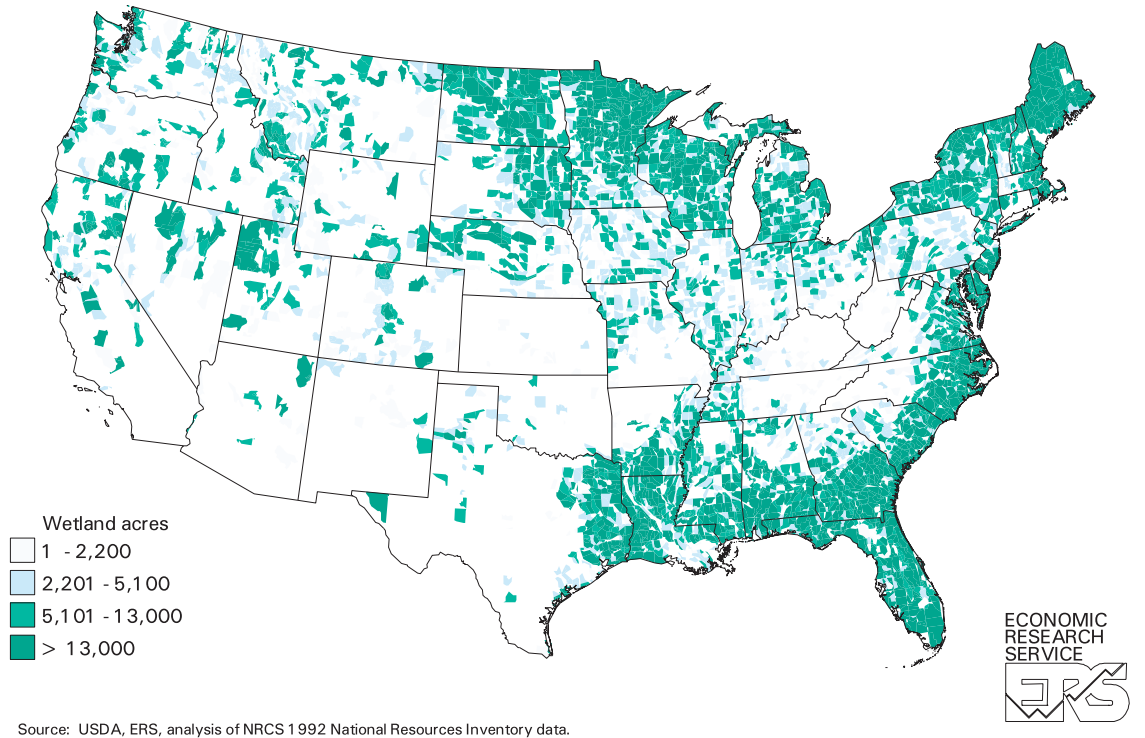 Wetland acres
1 - 2,200
2,201 - 5,100
5,101 - 13,000
> 13,000
ECONOMIC
RESEARCH
SERVICE
ERS
Source: USDA, ERS, analysis of NRCS 1992 National Resources Inventory data.